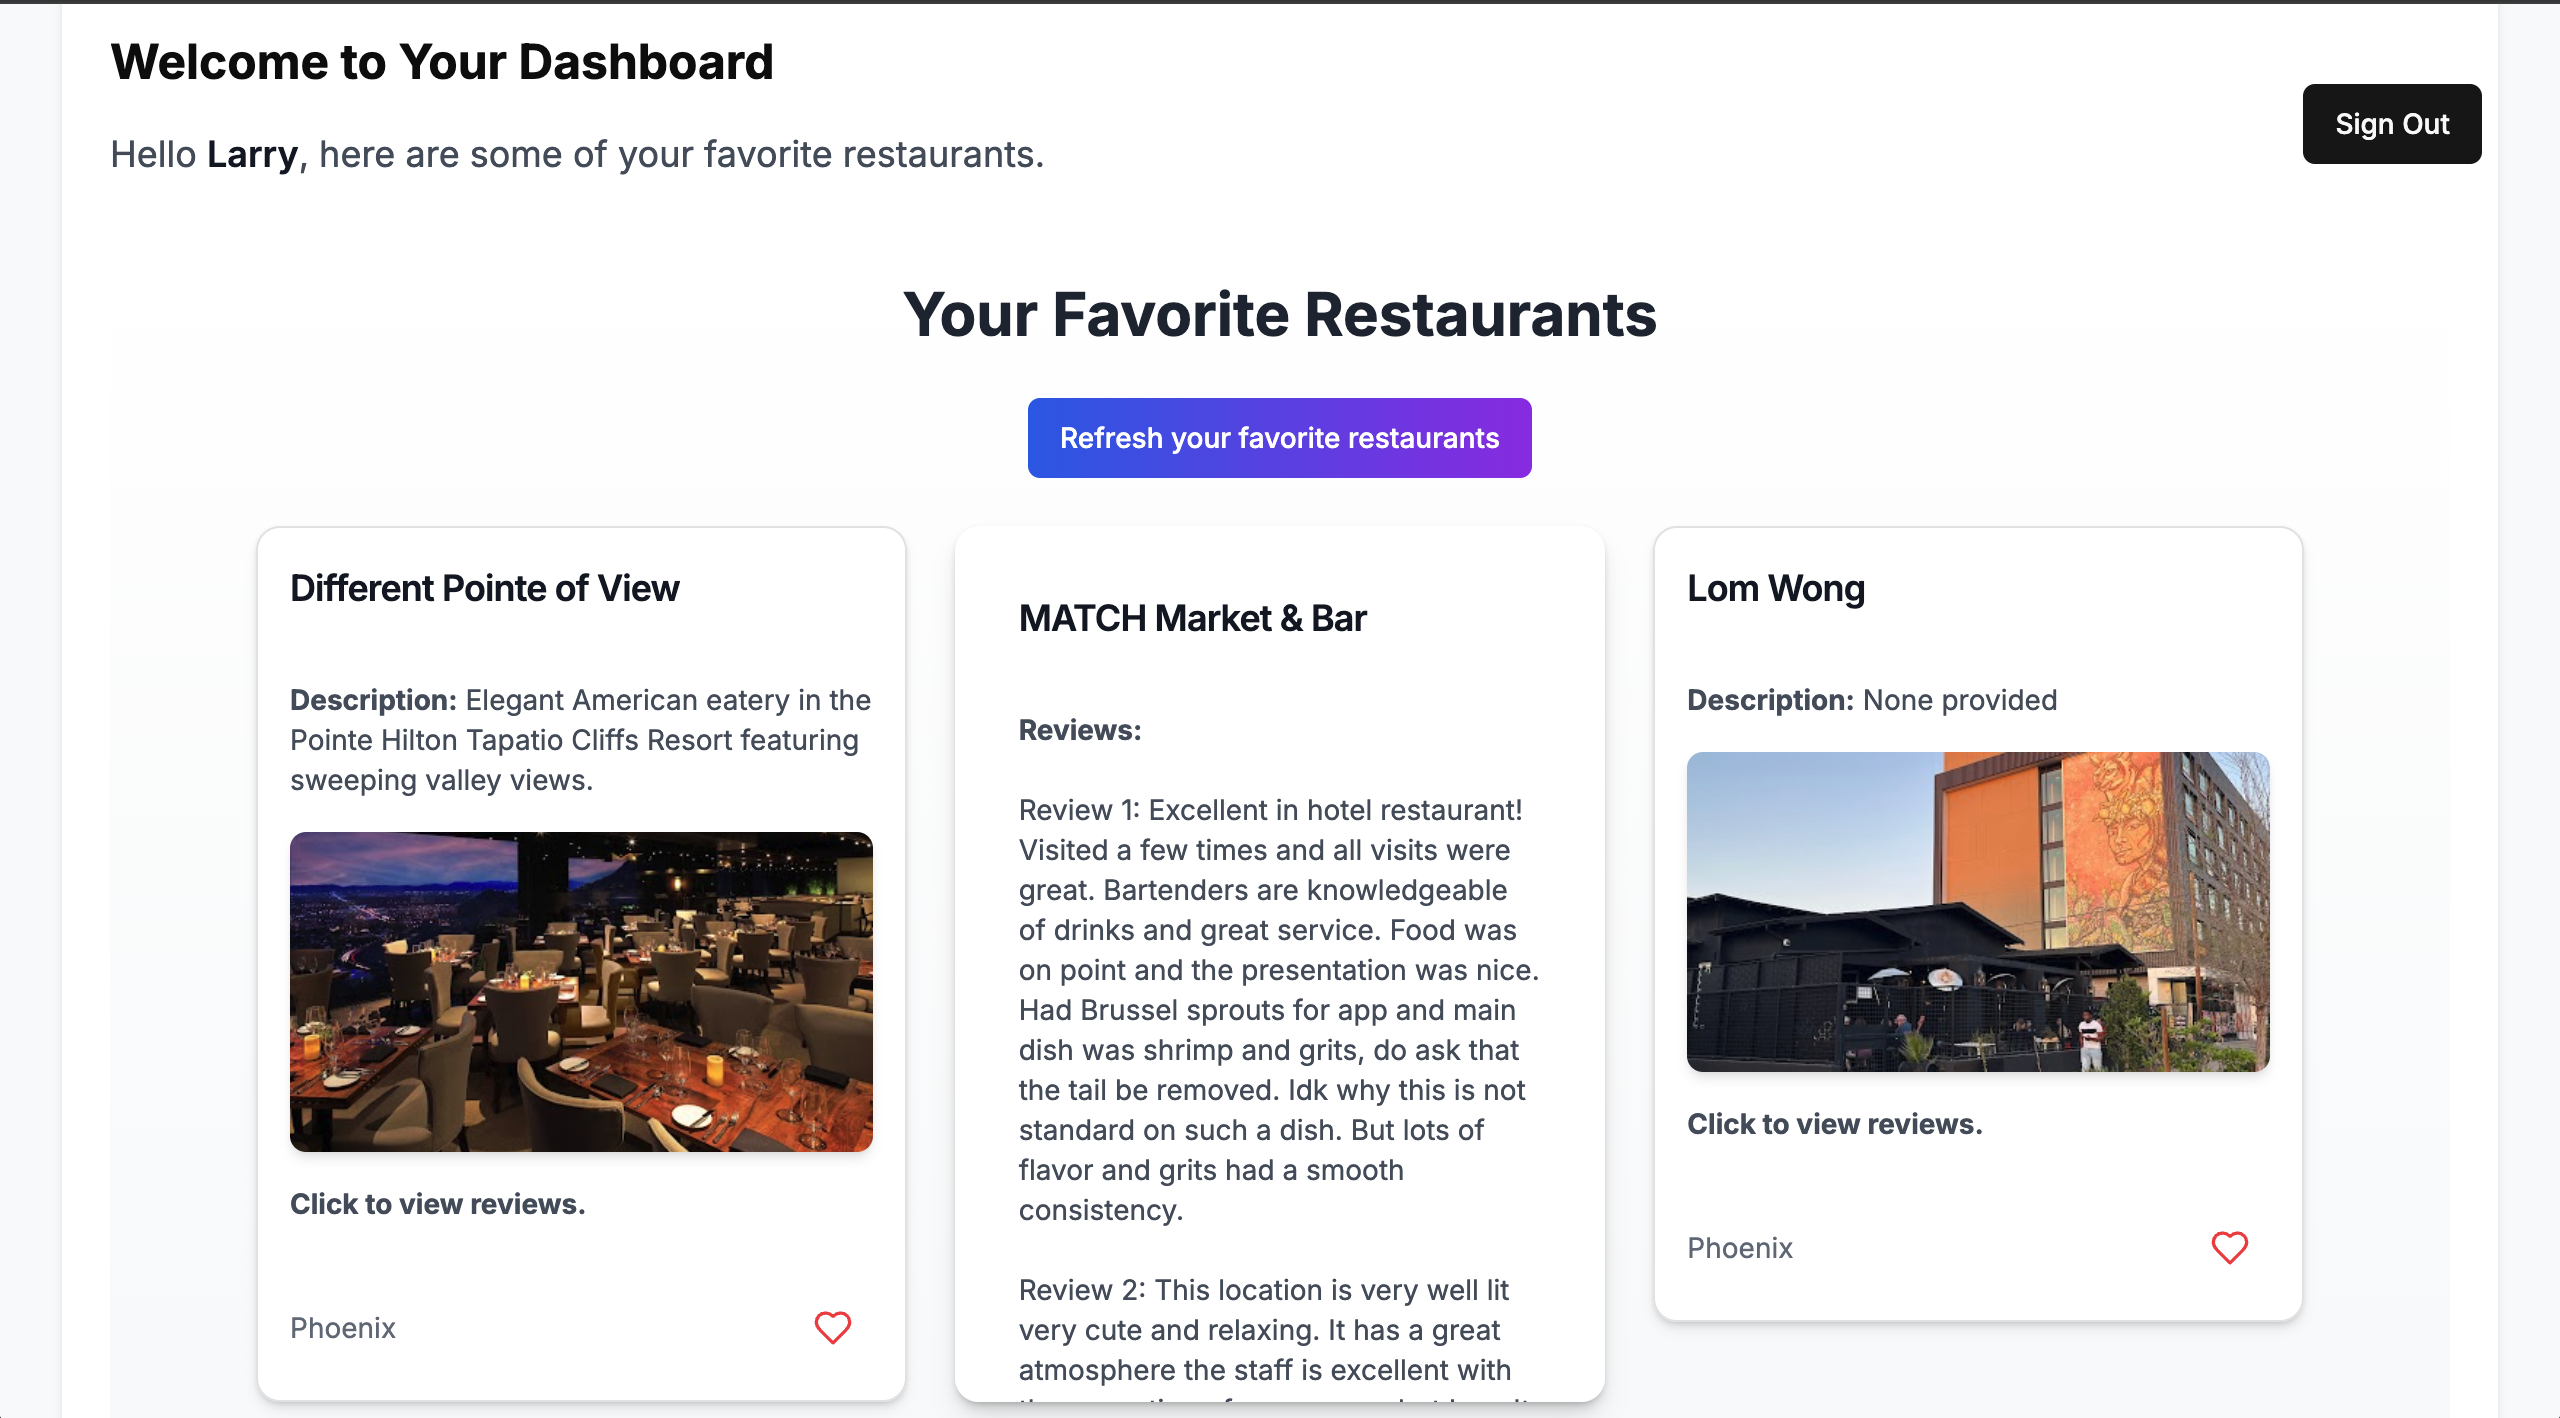 Welcome to Your Dashboard
Hello Larry, here are some of your favorite restaurants.
Sign Out
Your Favorite Restaurants
Refresh your favorite restaurants
Different Pointe of View
Description: Elegant American eatery in the
Pointe Hilton Tapatio Cliffs Resort featuring
sweeping valley views.
Click to view reviews.
Phoenix
MATCH Market & Bar
Reviews:
Review 1: Excellent in hotel restaurant!
Visited a few times and all visits were
great. Bartenders are knowledgeable
of drinks and great service. Food was
on point and the presentation was nice.
Had Brussel sprouts for app and main
dish was shrimp and grits, do ask that
the tail be removed. Idk why this is not
standard on such a dish. But lots of
flavor and grits had a smooth
consistency.
Review 2: This location is very well lit
very cute and relaxing. It has a great
atmosphere the staff is excellent with
Lom Wong
Description: None provided
Click to view reviews.
Phoenix